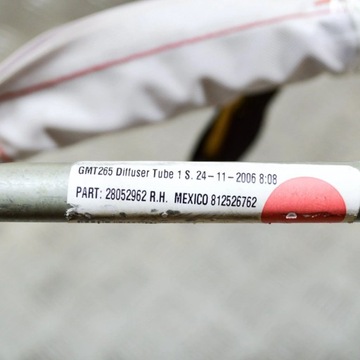 GMT265 Diffuser Tube 1 S. 24-11-2006 8:08
PART: 28052962 R.H. MEXICO 812526762